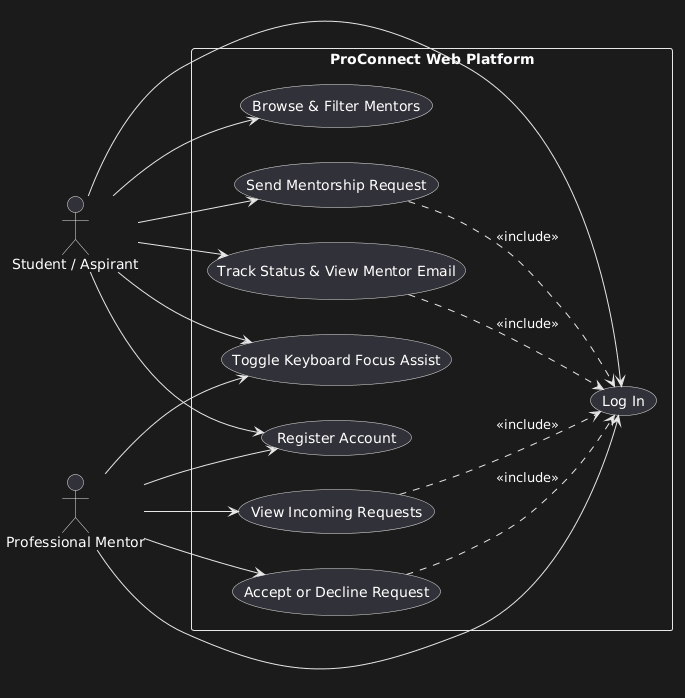 ProConnect Web Platform
Browse & Filter Mentors
Send Mentorship Request
«include»
Student / Aspirant
Track Status & View Mentor Email
«include»
Toggle Keyboard Focus Assist
Log In
«include»
Register Account
«include»
View Incoming Requests
Professional Mentor
Accept or Decline Request